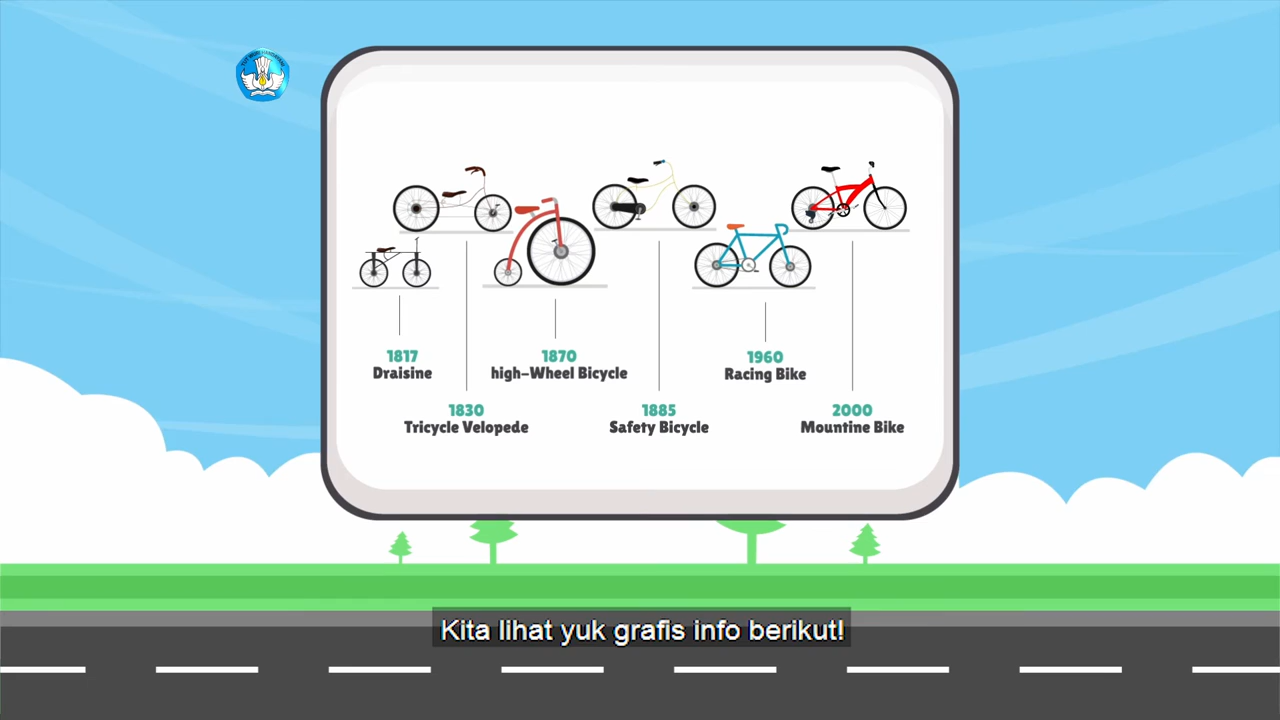 1817
Draisine
1830
Tricycle Velopede
1870
high-Wheel Bicycle
1885
Safety Bicycle
1960
Racing Bike
2000
Mountine Bike
Kita lihat yuk grafis info berikut!